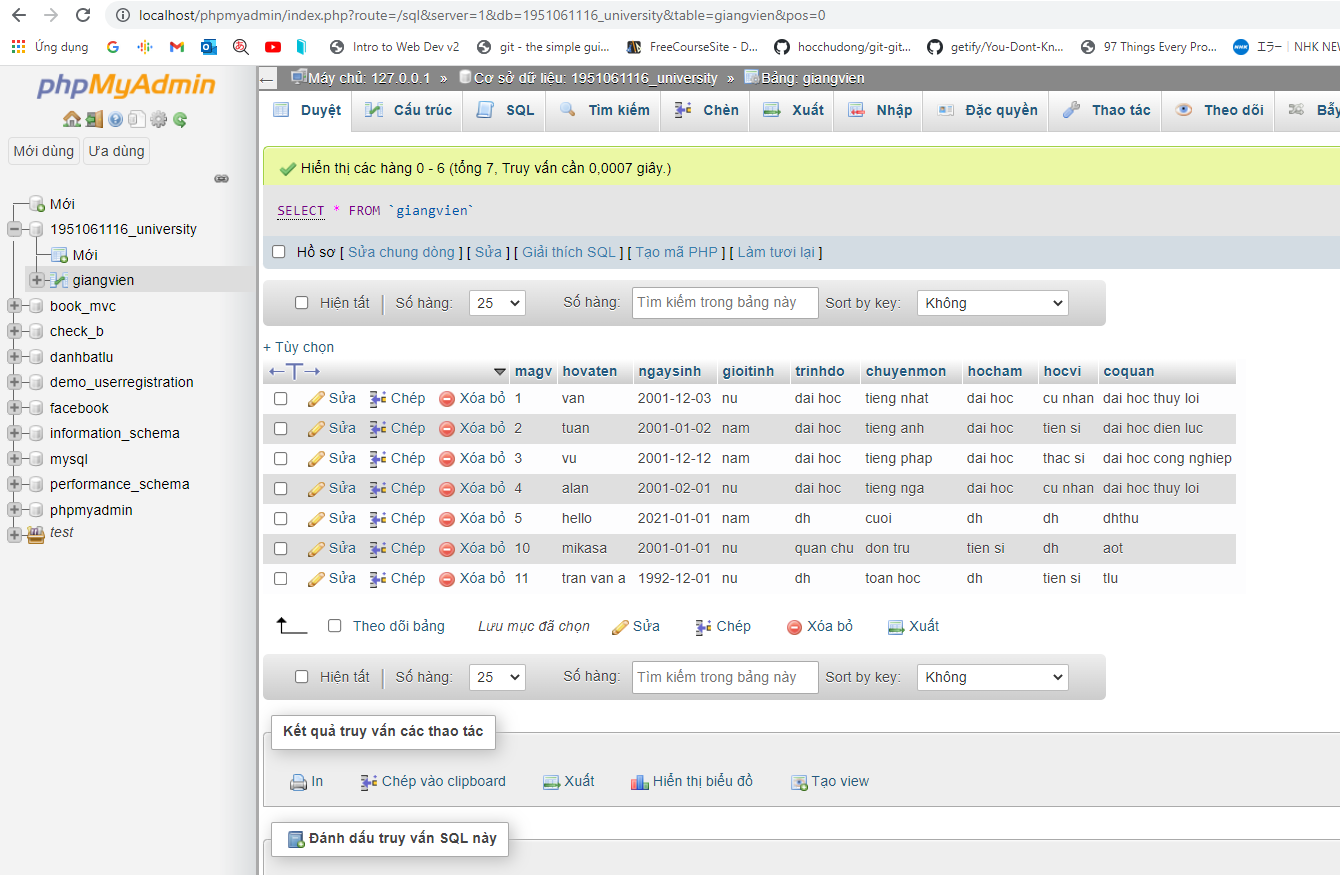 localhost/phpmyadmin/index.php?route=/sql&server=1&db=1951061116_university&table=giangvien&pos=0
Ứng dụng Intro to Web Dev v2 git - the simple gui... FreeCourseSite - D... hocchudong/git-git... getify/You-Dont-Kn... 97 Things Every Pro... NHK エラー | NHK NEW
phpMyAdmin
Mới dùng Ưa dùng
Mới
1951061116_university
Mới
giangvien
book_mvc
check_b
danhbatlu
demo_userregistration
facebook
information_schema
mysql
performance_schema
phpmyadmin
test
Máy chủ: 127.0.0.1 » Cơ sở dữ liệu: 1951061116_university » Bảng: giangvien
Duyệt Cấu trúc SQL Tìm kiếm Chèn Xuất Nhập Đặc quyền Thao tác Theo dõi Bẫy
Hiển thị các hàng 0 - 6 (tổng 7, Truy vấn cần 0,0007 giây.)
SELECT * FROM `giangvien`
Hồ sơ [ Sửa chung dòng ] [ Sửa ] [ Giải thích SQL ] [ Tạo mã PHP ] [ Làm tươi lại ]
Hiện tất | Số hàng: 25 Số hàng: Tìm kiếm trong bảng này Sort by key: Không
+ Tùy chọn
←T→ magv hovaten ngaysinh gioitinh trinhdo chuyenmon hocham hocvi coquan
Sửa Chép Xóa bỏ 1 van 2001-12-03 nu dai hoc tieng nhat dai hoc cu nhan dai hoc thuy loi
Sửa Chép Xóa bỏ 2 tuan 2001-01-02 nam dai hoc tieng anh dai hoc tien si dai hoc dien luc
Sửa Chép Xóa bỏ 3 vu 2001-12-12 nam dai hoc tieng phap dai hoc thac si dai hoc cong nghiep
Sửa Chép Xóa bỏ 4 alan 2001-02-01 nu dai hoc tieng nga dai hoc cu nhan dai hoc thuy loi
Sửa Chép Xóa bỏ 5 hello 2021-01-01 nam dh cuoi dh dh dhthu
Sửa Chép Xóa bỏ 10 mikasa 2001-01-01 nu quan chu don tru tien si dh aot
Sửa Chép Xóa bỏ 11 tran van a 1992-12-01 nu dh toan hoc dh tien si tlu
Theo dõi bảng Lưu mục đã chọn Sửa Chép Xóa bỏ Xuất
Hiện tất | Số hàng: 25 Số hàng: Tìm kiếm trong bảng này Sort by key: Không
Kết quả truy vấn các thao tác
In Chép vào clipboard Xuất Hiển thị biểu đồ Tạo view
Đánh dấu truy vấn SQL này